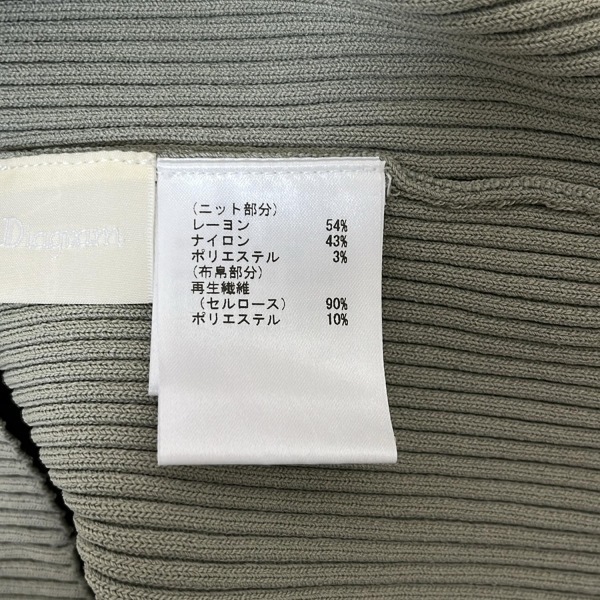 （ニット部分）
レーヨン 54%
ナイロン 43%
ポリエステル 3%
（布帛部分）
再生繊維
（セルロース） 90%
ポリエステル 10%